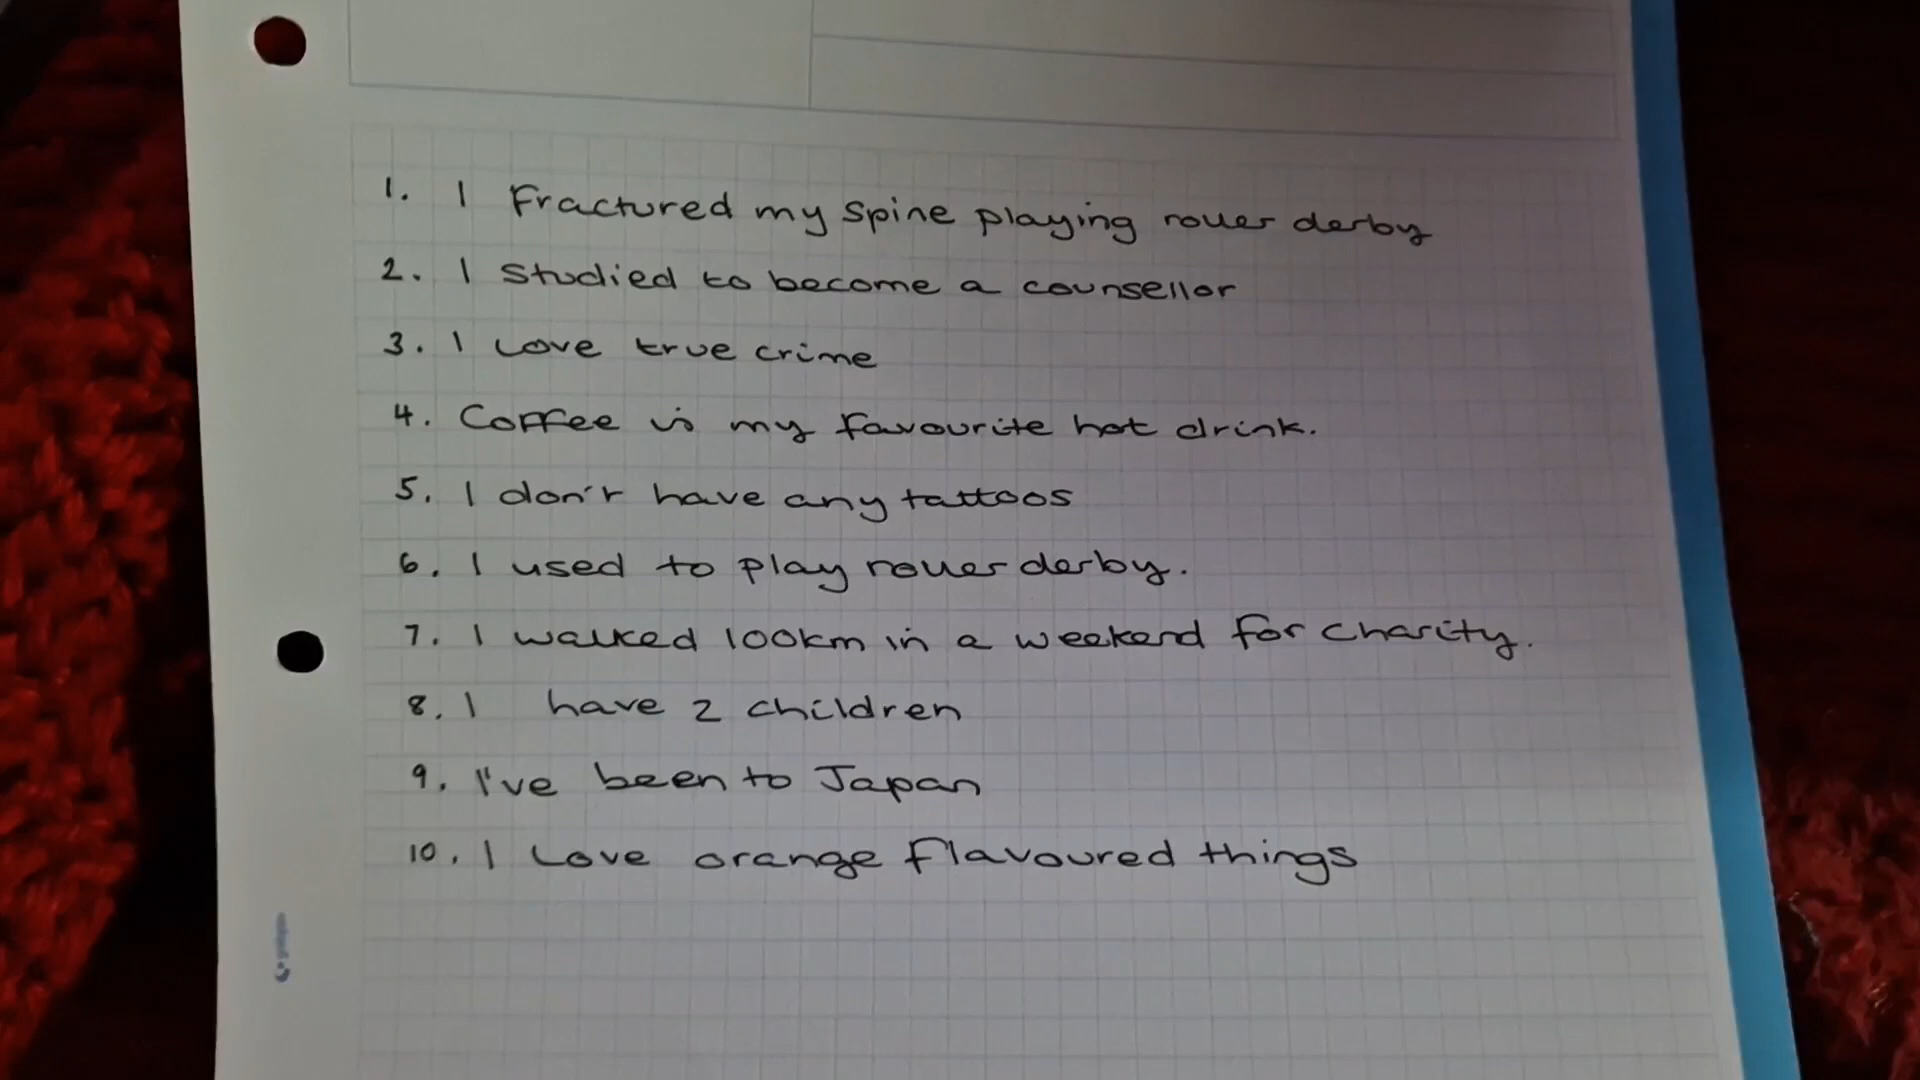 1. I Fractured my spine playing roller derby
2. I studied to become a counsellor
3. I Love true crime
4. Coffee is my favourite hot drink.
5. I don't have any tattoos
6. I used to play roller derby.
7. I walked 100km in a weekend for charity.
8. I have 2 children
9. I've been to Japan
10. I Love orange flavoured things